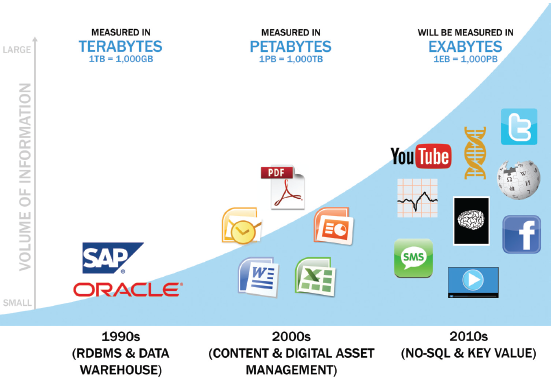 MEASURED IN
TERABYTES
1TB = 1,000GB
MEASURED IN
PETABYTES
1PB = 1,000TB
WILL BE MEASURED IN
EXABYTES
1EB = 1,000PB
LARGE
VOLUME OF INFORMATION
SMALL
SAP®
ORACLE®
PDF
W
X
YouTube
t
W
SMS
f
1990s
(RDBMS & DATA
WAREHOUSE)
2000s
(CONTENT & DIGITAL ASSET
MANAGEMENT)
2010s
(NO-SQL & KEY VALUE)